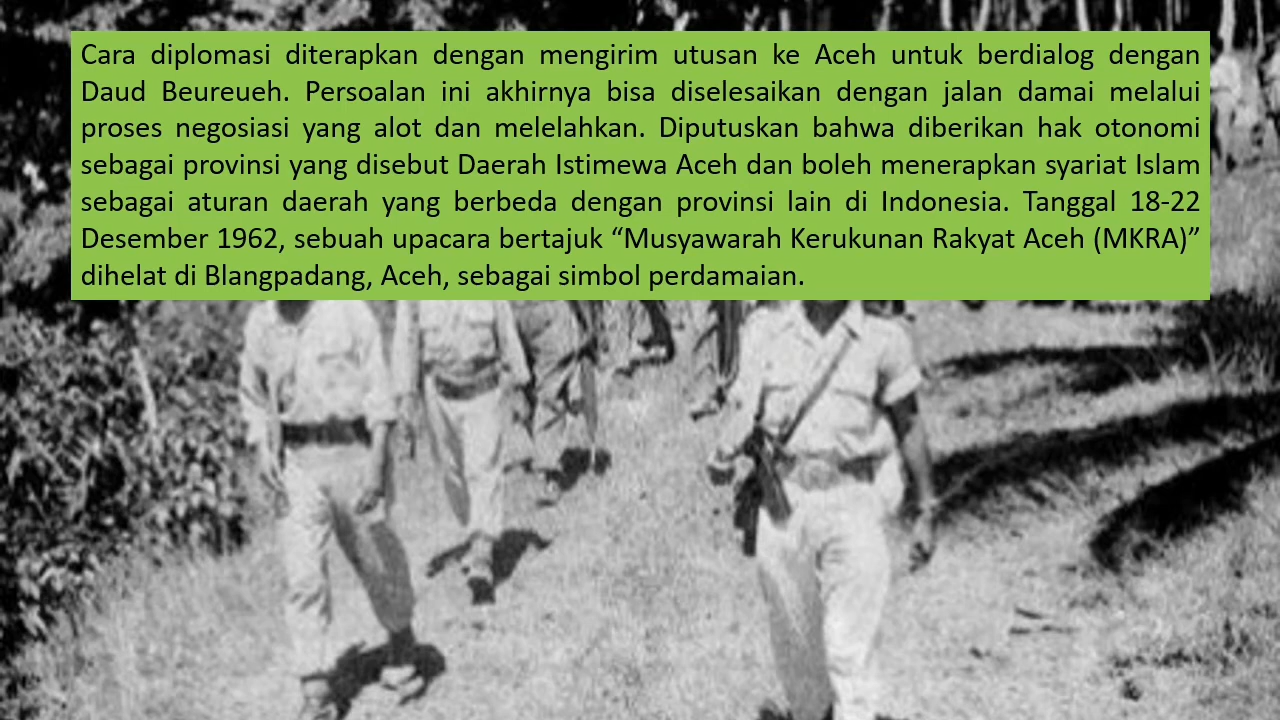 Cara diplomasi diterapkan dengan mengirim utusan ke Aceh untuk berdialog dengan
Daud Beureueh. Persoalan ini akhirnya bisa diselesaikan dengan jalan damai melalui
proses negosiasi yang alot dan melelahkan. Diputuskan bahwa diberikan hak otonomi
sebagai provinsi yang disebut Daerah Istimewa Aceh dan boleh menerapkan syariat Islam
sebagai aturan daerah yang berbeda dengan provinsi lain di Indonesia. Tanggal 18-22
Desember 1962, sebuah upacara bertajuk “Musyawarah Kerukunan Rakyat Aceh (MKRA)”
dihelat di Blangpadang, Aceh, sebagai simbol perdamaian.